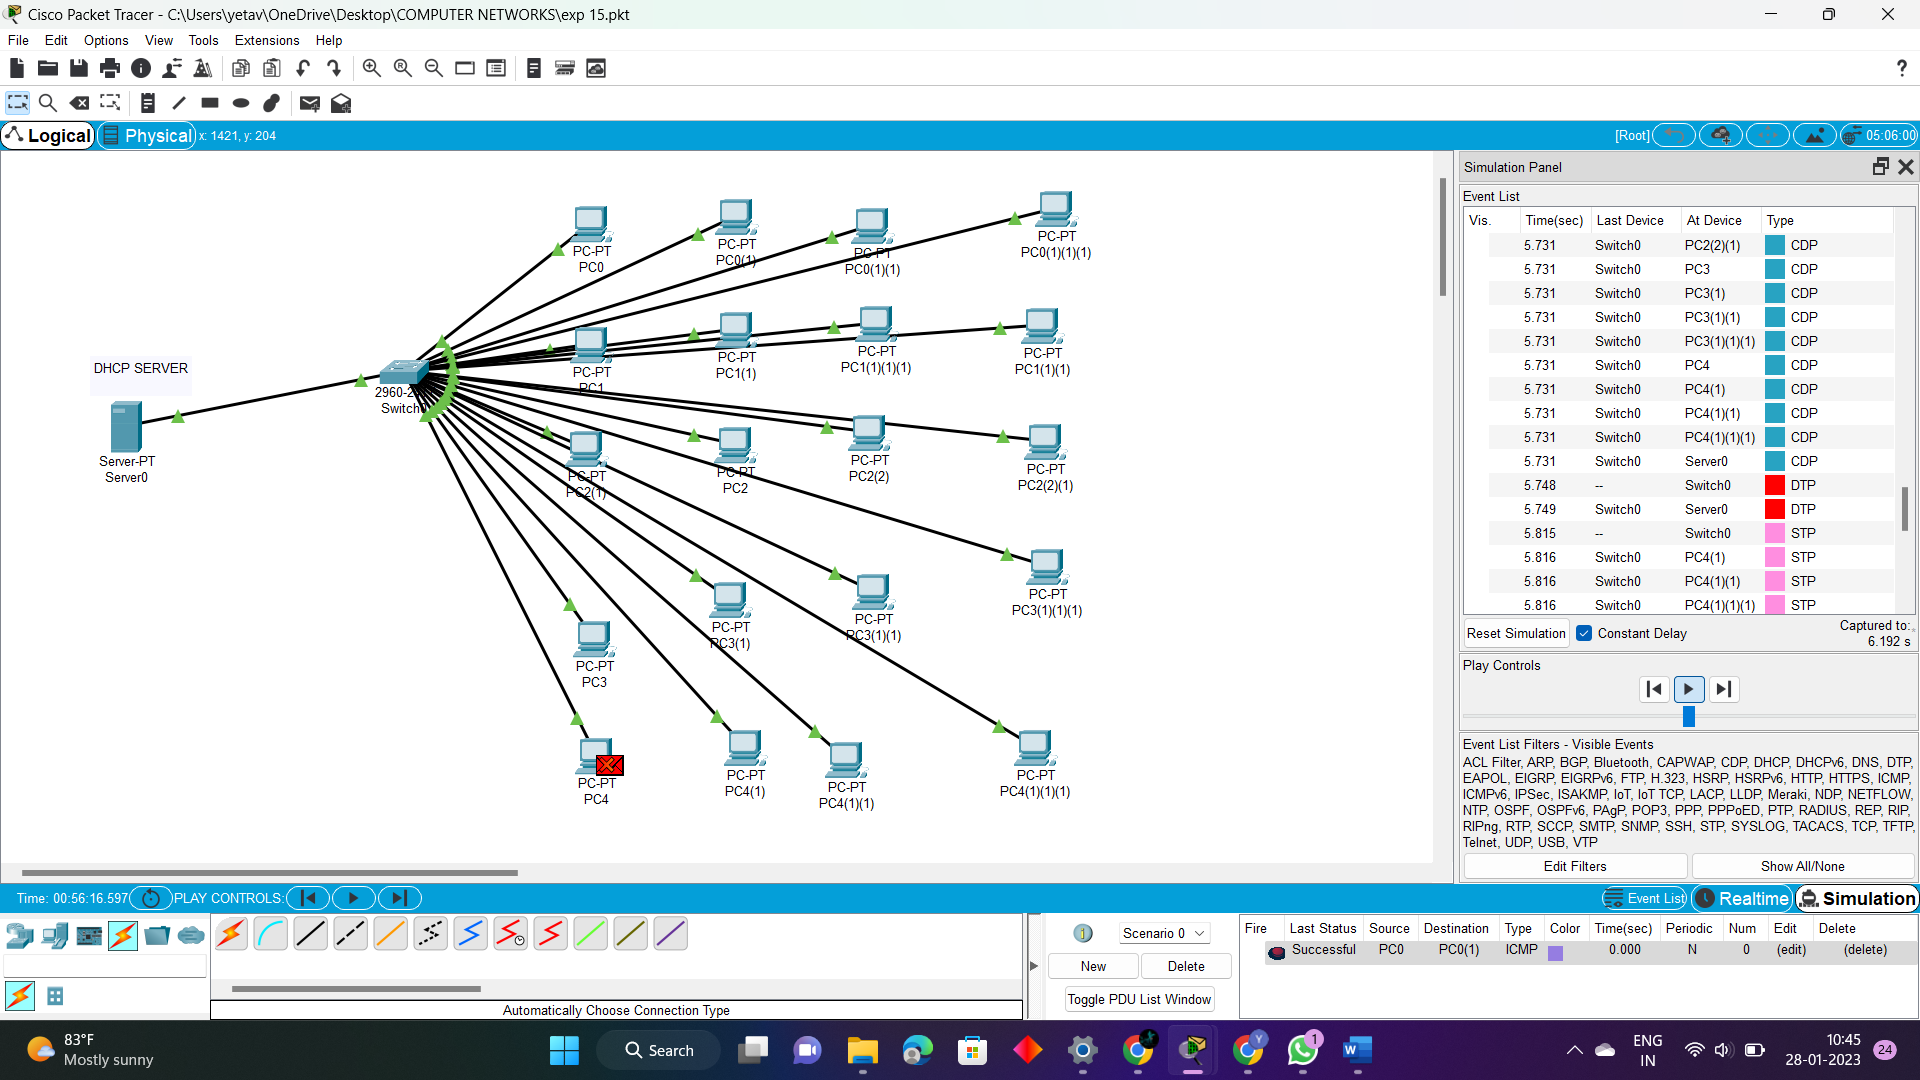 Cisco Packet Tracer - C:\Users\yetav\OneDrive\Desktop\COMPUTER NETWORKS\exp 15.pkt
File Edit Options View Tools Extensions Help
?
Logical Physical x: 1421, y: 204
[Root] 05:06:00
PC-PT
PC0
PC-PT
PC0(1)
PC-PT
PC0(1)(1)
PC-PT
PC0(1)(1)(1)
PC-PT
PC1
PC-PT
PC1(1)
PC-PT
PC1(1)(1)(1)
PC-PT
PC1(1)(1)
DHCP SERVER
Server-PT
Server0
2960-2
Switch0
PC-PT
PC2(1)
PC-PT
PC2
PC-PT
PC2(2)
PC-PT
PC2(2)(1)
PC-PT
PC3
PC-PT
PC3(1)
PC-PT
PC3(1)(1)
PC-PT
PC3(1)(1)(1)
PC-PT
PC4
PC-PT
PC4(1)
PC-PT
PC4(1)(1)
PC-PT
PC4(1)(1)(1)
Simulation Panel
Event List
Vis. Time(sec) Last Device At Device Type
5.731 Switch0 PC2(2)(1) CDP
5.731 Switch0 PC3 CDP
5.731 Switch0 PC3(1) CDP
5.731 Switch0 PC3(1)(1) CDP
5.731 Switch0 PC3(1)(1)(1) CDP
5.731 Switch0 PC4 CDP
5.731 Switch0 PC4(1) CDP
5.731 Switch0 PC4(1)(1) CDP
5.731 Switch0 PC4(1)(1)(1) CDP
5.731 Switch0 Server0 CDP
5.748 -- Switch0 DTP
5.749 Switch0 Server0 DTP
5.815 -- Switch0 STP
5.816 Switch0 PC4(1) STP
5.816 Switch0 PC4(1)(1) STP
5.816 Switch0 PC4(1)(1)(1) STP
Reset Simulation Constant Delay Captured to:
6.192 s
Play Controls
Event List Filters - Visible Events
ACL Filter, ARP, BGP, Bluetooth, CAPWAP, CDP, DHCP, DHCPv6, DNS, DTP,
EAPOL, EIGRP, EIGRPv6, FTP, H.323, HSRP, HSRPv6, HTTP, HTTPS, ICMP,
ICMPv6, IPSec, ISAKMP, IoT, IoT TCP, LACP, LLDP, Meraki, NDP, NETFLOW,
NTP, OSPF, OSPFv6, PAgP, POP3, PPP, PPPoED, PTP, RADIUS, REP, RIP,
RIPng, RTP, SCCP, SMTP, SNMP, SSH, STP, SYSLOG, TACACS, TCP, TFTP,
Telnet, UDP, USB, VTP
Edit Filters Show All/None
Time: 00:56:16.597 PLAY CONTROLS: Event List Realtime Simulation
Automatically Choose Connection Type
Scenario 0
New Delete
Toggle PDU List Window
Fire Last Status Source Destination Type Color Time(sec) Periodic Num Edit Delete
Successful PC0 PC0(1) ICMP 0.000 N 0 (edit) (delete)
83°F
Mostly sunny
Search
Y
1
ENG
IN
10:45
28-01-2023
24